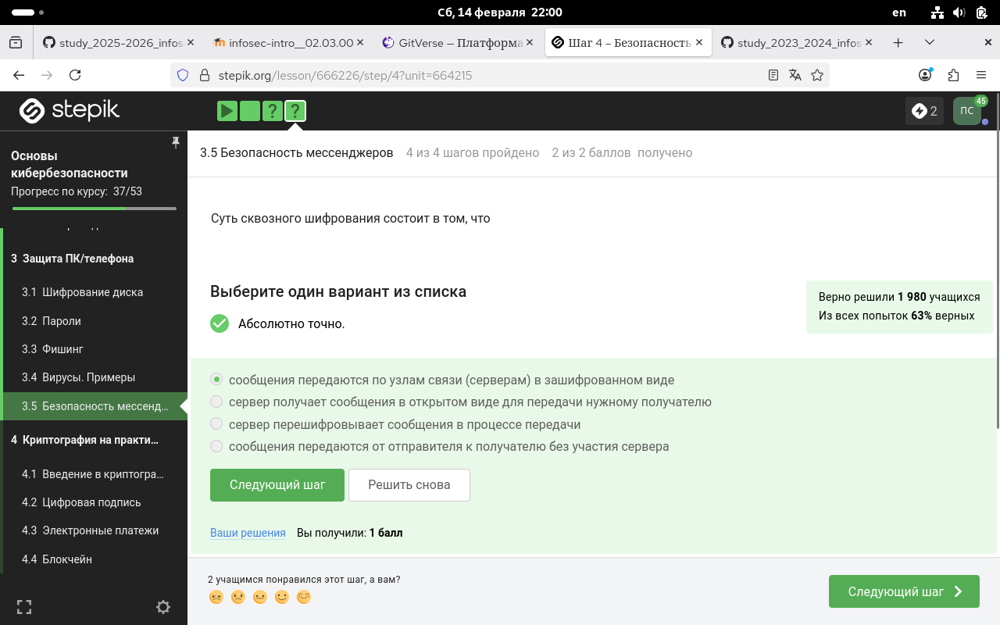 Сб, 14 февраля 22:00
en
study_2025-2026_infos
infosec-intro__02.03.00
GitVerse — Платформа
Шаг 4 – Безопасность
study_2023_2024_infos
stepik.org/lesson/666226/step/4?unit=664215
stepik
? ?
2
ПС
45
Основы кибербезопасности
Прогресс по курсу: 37/53
3.5 Безопасность мессенджеров 4 из 4 шагов пройдено 2 из 2 баллов получено
3 Защита ПК/телефона
3.1 Шифрование диска
3.2 Пароли
3.3 Фишинг
3.4 Вирусы. Примеры
3.5 Безопасность мессенд...
4 Криптография на практи...
4.1 Введение в криптогра...
4.2 Цифровая подпись
4.3 Электронные платежи
4.4 Блокчейн
Суть сквозного шифрования состоит в том, что
Выберите один вариант из списка
Абсолютно точно.
Верно решили 1 980 учащихся
Из всех попыток 63% верных
сообщения передаются по узлам связи (серверам) в зашифрованном виде
сервер получает сообщения в открытом виде для передачи нужному получателю
сервер перешифровывает сообщения в процессе передачи
сообщения передаются от отправителя к получателю без участия сервера
Следующий шаг
Решить снова
Ваши решения Вы получили: 1 балл
2 учащимся понравился этот шаг, а вам?
Следующий шаг